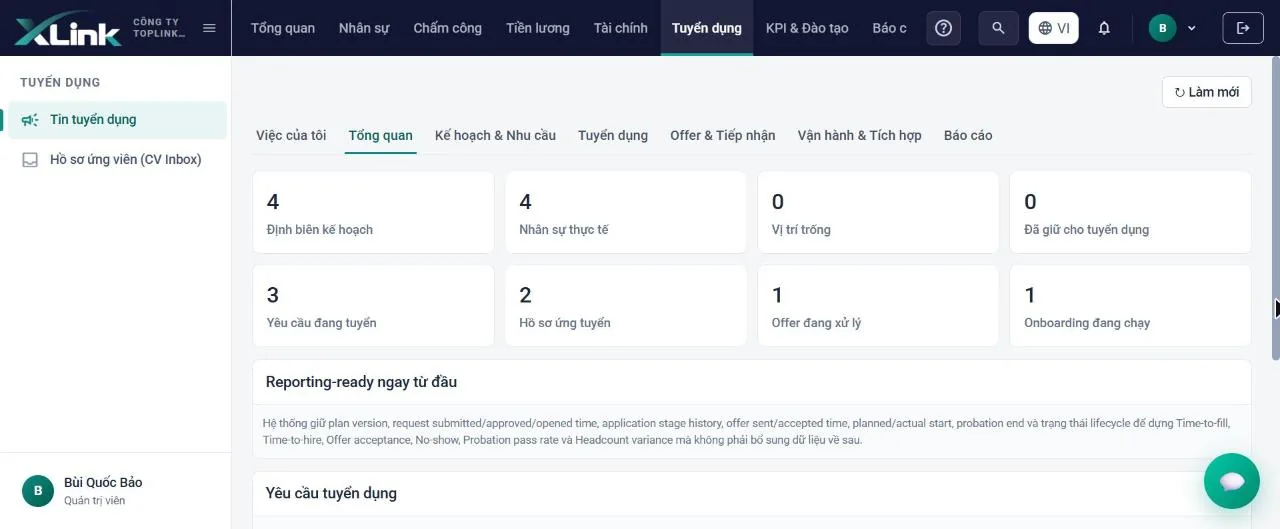 XLink
CÔNG TY
TOPLINK...
Tổng quan
Nhân sự
Chấm công
Tiền lương
Tài chính
Tuyển dụng
KPI & Đào tạo
Báo c
VI
B
TUYỂN DỤNG
Tin tuyển dụng
Hồ sơ ứng viên (CV Inbox)
Làm mới
Việc của tôi
Tổng quan
Kế hoạch & Nhu cầu
Tuyển dụng
Offer & Tiếp nhận
Vận hành & Tích hợp
Báo cáo
4
Định biên kế hoạch
4
Nhân sự thực tế
0
Vị trí trống
0
Đã giữ cho tuyển dụng
3
Yêu cầu đang tuyển
2
Hồ sơ ứng tuyển
1
Offer đang xử lý
1
Onboarding đang chạy
Reporting-ready ngay từ đầu
Hệ thống giữ plan version, request submitted/approved/opened time, application stage history, offer sent/accepted time, planned/actual start, probation end và trạng thái lifecycle để dựng Time-to-fill,
Time-to-hire, Offer acceptance, No-show, Probation pass rate và Headcount variance mà không phải bổ sung dữ liệu về sau.
Yêu cầu tuyển dụng
B
Bùi Quốc Bảo
Quản trị viên